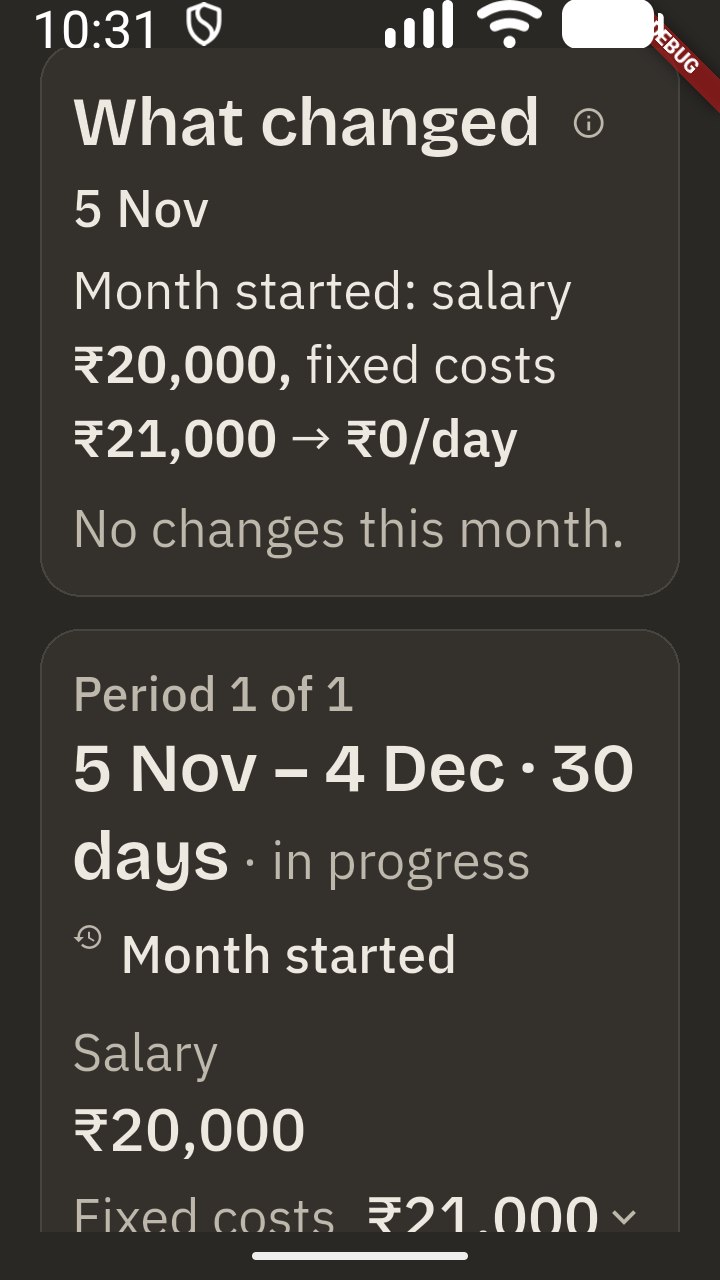 10:31
DEBUG
What changed
5 Nov
Month started: salary
₹20,000, fixed costs
₹21,000 → ₹0/day
No changes this month.
Period 1 of 1
5 Nov – 4 Dec · 30
days · in progress
Month started
Salary
₹20,000
Fixed costs ₹21,000